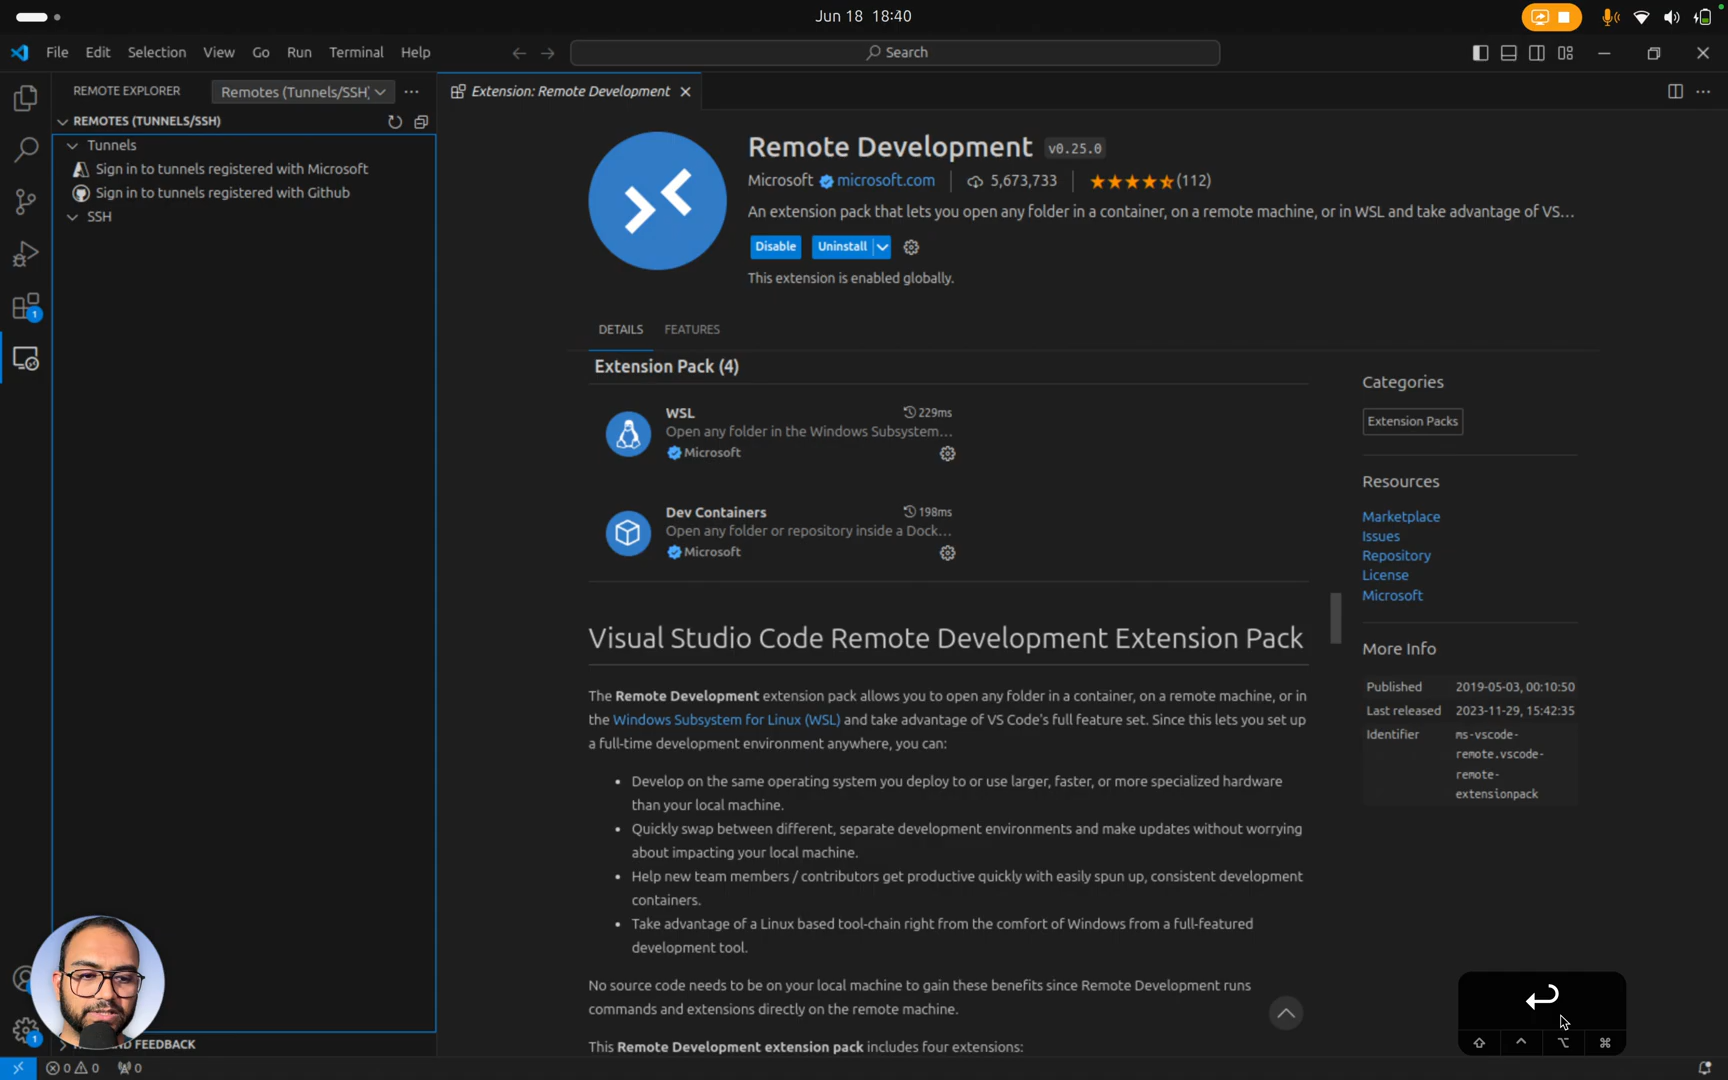 Jun 18 18:40
File Edit Selection View Go Run Terminal Help
Search
REMOTE EXPLORER
Remotes (Tunnels/SSH)
Extension: Remote Development
REMOTES (TUNNELS/SSH)
Tunnels
Sign in to tunnels registered with Microsoft
Sign in to tunnels registered with Github
SSH
1
Remote Development v0.25.0
Microsoft microsoft.com 5,673,733 (112)
An extension pack that lets you open any folder in a container, on a remote machine, or in WSL and take advantage of VS...
Disable Uninstall
This extension is enabled globally.
DETAILS FEATURES
Extension Pack (4)
WSL 229ms
Open any folder in the Windows Subsystem...
Microsoft
Dev Containers 198ms
Open any folder or repository inside a Dock...
Microsoft
Visual Studio Code Remote Development Extension Pack
The Remote Development extension pack allows you to open any folder in a container, on a remote machine, or in
the Windows Subsystem for Linux (WSL) and take advantage of VS Code's full feature set. Since this lets you set up
a full-time development environment anywhere, you can:
• Develop on the same operating system you deploy to or use larger, faster, or more specialized hardware
than your local machine.
• Quickly swap between different, separate development environments and make updates without worrying
about impacting your local machine.
• Help new team members / contributors get productive quickly with easily spun up, consistent development
containers.
• Take advantage of a Linux based tool-chain right from the comfort of Windows from a full-featured
development tool.
No source code needs to be on your local machine to gain these benefits since Remote Development runs
commands and extensions directly on the remote machine.
This Remote Development extension pack includes four extensions:
Categories
Extension Packs
Resources
Marketplace
Issues
Repository
License
Microsoft
More Info
Published 2019-05-03, 00:10:50
Last released 2023-11-29, 15:42:35
Identifier ms-vscode-
remote.vscode-
remote-
extensionpack
1
FEEDBACK
0 0 0